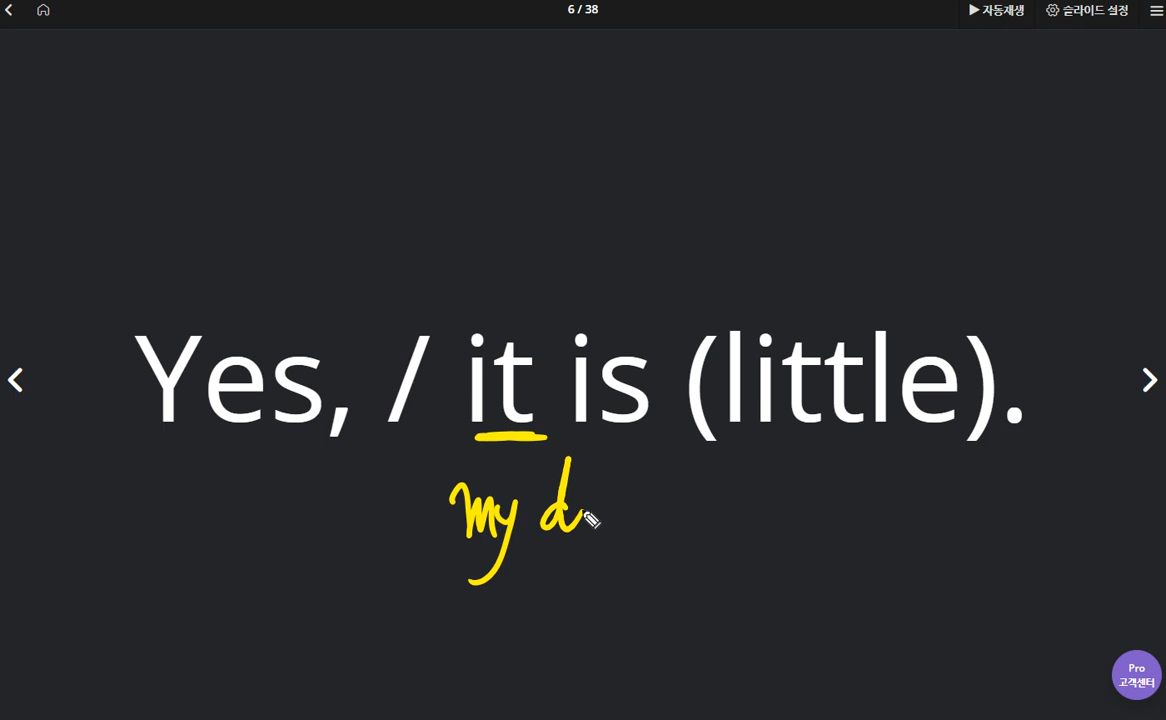 6 / 38
▶ 자동재생 슬라이드 설정
Yes, / it is (little).
my d
Pro
고객센터